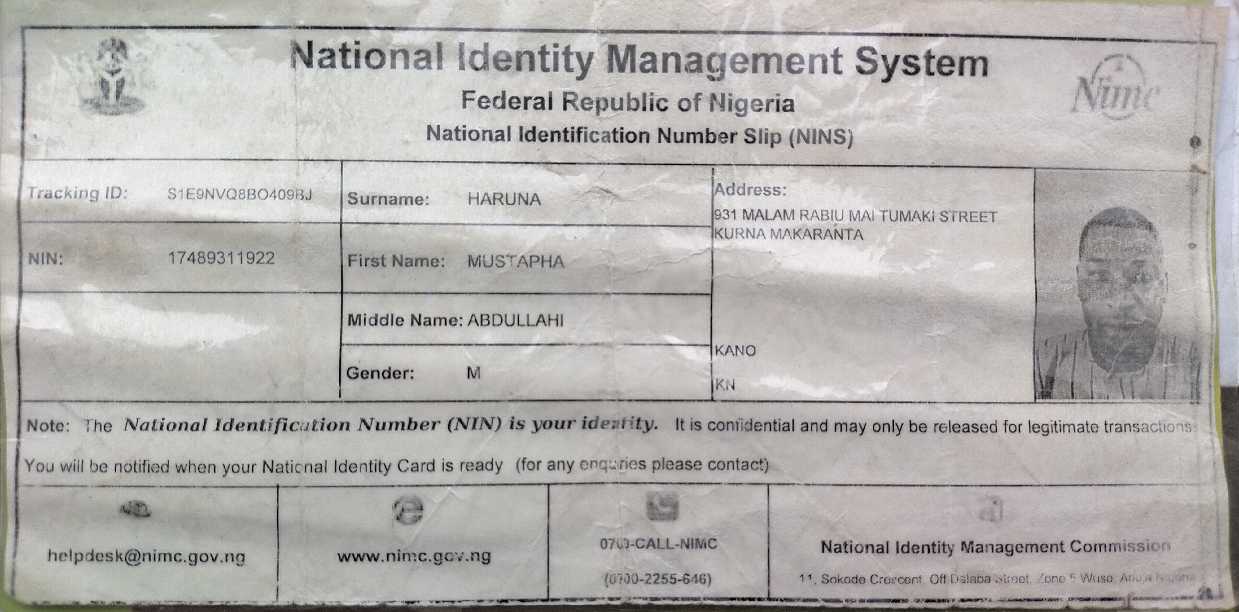 National Identity Management System
Federal Republic of Nigeria
National Identification Number Slip (NINS)
Nimc
Tracking ID: S1E9NVQ8BO409BJ
Surname: HARUNA
Address:
931 MALAM RABIU MAI TUMAKI STREET
KURNA MAKARANTA
NIN: 17489311922
First Name: MUSTAPHA
Middle Name: ABDULLAHI
KANO
Gender: M
KN
Note: The National Identification Number (NIN) is your identity. It is confidential and may only be released for legitimate transactions
You will be notified when your National Identity Card is ready (for any enquries please contact)
helpdesk@nimc.gov.ng
www.nimc.gov.ng
0700-CALL-NIMC
(0700-2255-646)
National Identity Management Commission
11, Sokode Crescent, Off Dalaba Street, Zone 5 Wuse, Abuja Nigeria